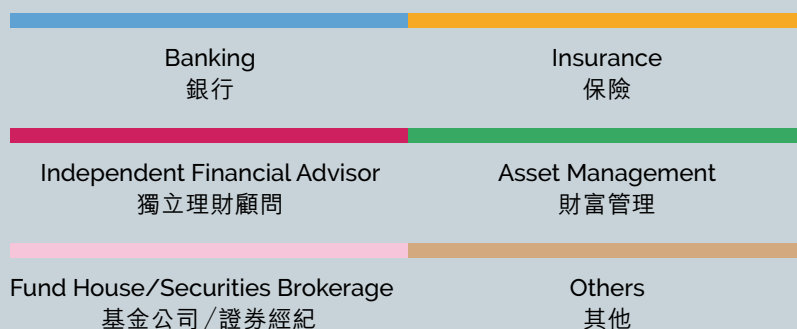 Banking
銀行
Insurance
保險
Independent Financial Advisor
獨立理財顧問
Asset Management
財富管理
Fund House/Securities Brokerage
基金公司/證券經紀
Others
其他